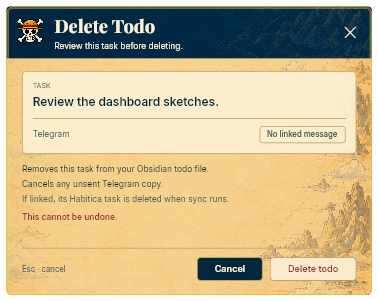 Delete Todo
Review this task before deleting.
TASK
Review the dashboard sketches.
Telegram
No linked message
Removes this task from your Obsidian todo file.
Cancels any unsent Telegram copy.
If linked, its Habitica task is deleted when sync runs.
This cannot be undone.
Esc · cancel
Cancel
Delete todo